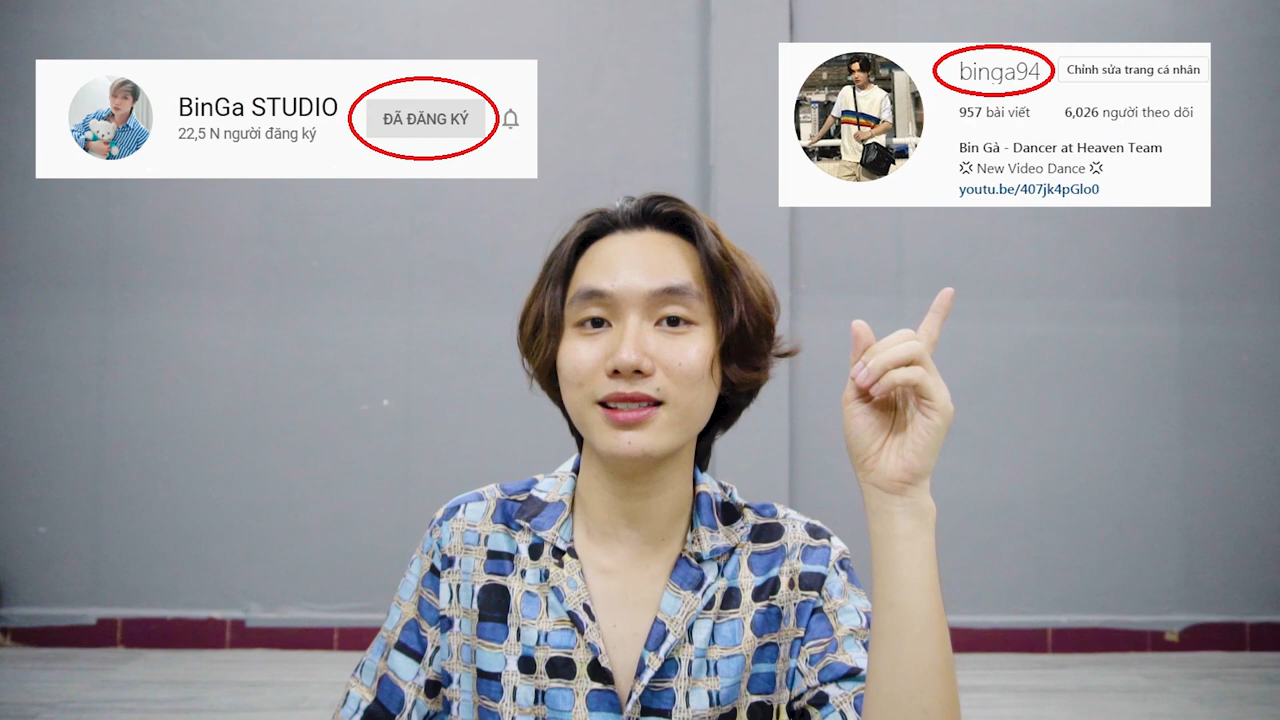 BinGa STUDIO
22,5 N người đăng ký
ĐÃ ĐĂNG KÝ
binga94
Chỉnh sửa trang cá nhân
957 bài viết 6,026 người theo dõi
Bin Gà - Dancer at Heaven Team
💢 New Video Dance 💢
youtu.be/407jk4pGlo0